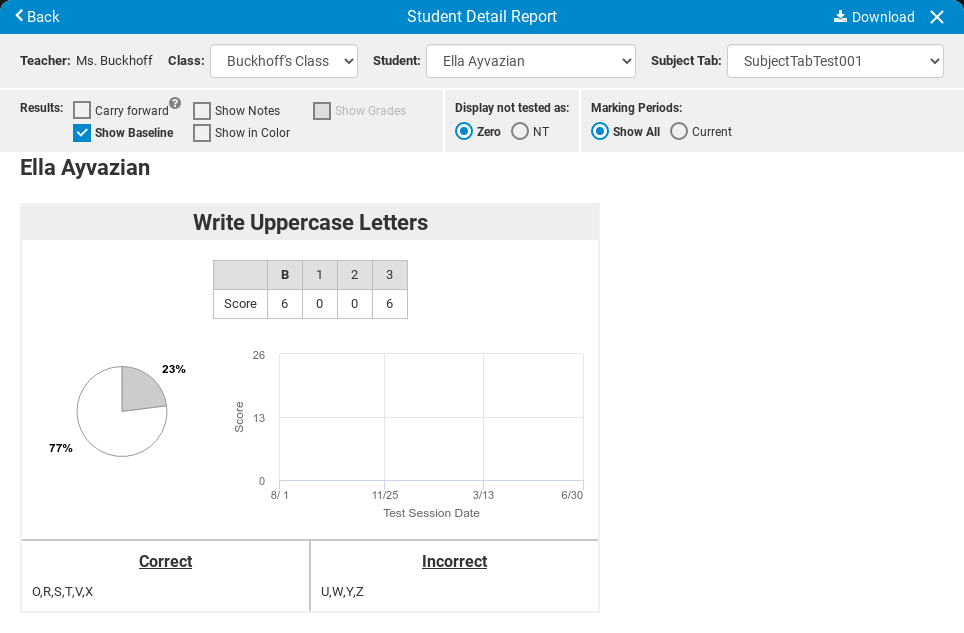 Back
Student Detail Report
Download
Teacher: Ms. Buckhoff
Class: Buckhoff's Class
Student: Ella Ayvazian
Subject Tab: SubjectTabTest001
Results:
Carry forward ?
Show Notes
Show Grades
Show Baseline
Show in Color
Display not tested as:
Zero
NT
Marking Periods:
Show All
Current
Ella Ayvazian
Write Uppercase Letters
B 1 2 3
Score 6 0 0 6
23%
77%
Score
26
13
0
8/ 1 11/25 3/13 6/30
Test Session Date
Correct
O,R,S,T,V,X
Incorrect
U,W,Y,Z